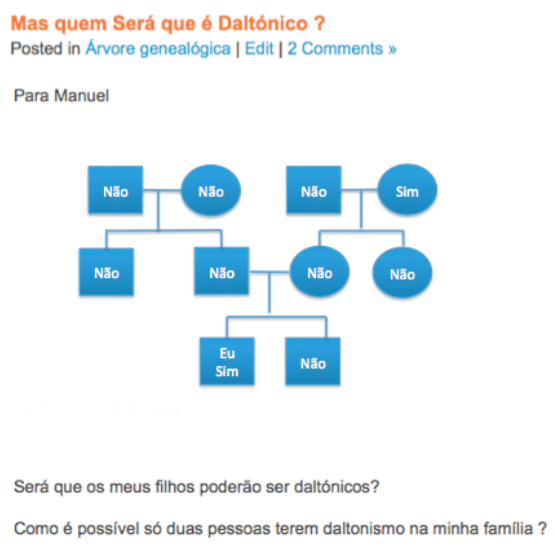 Mas quem Será que é Daltónico ?
Posted in Árvore genealógica | Edit | 2 Comments »
Para Manuel
Não Não Não Sim
Não Não Não Não
Eu
Sim
Não
Será que os meus filhos poderão ser daltónicos?
Como é possível só duas pessoas terem daltonismo na minha família ?